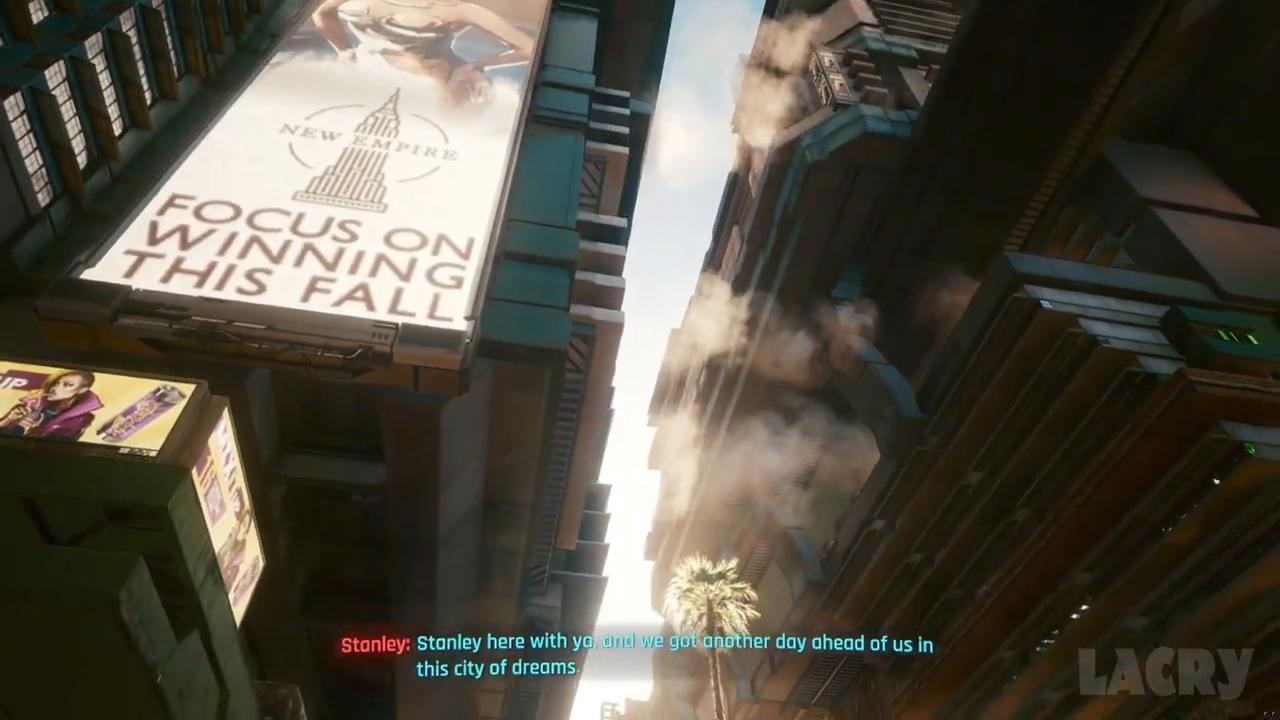 NEW EMPIRE
FOCUS ON
WINNING
THIS FALL
UP
Stanley: Stanley here with ya, and we got another day ahead of us in
this city of dreams.
LACRY